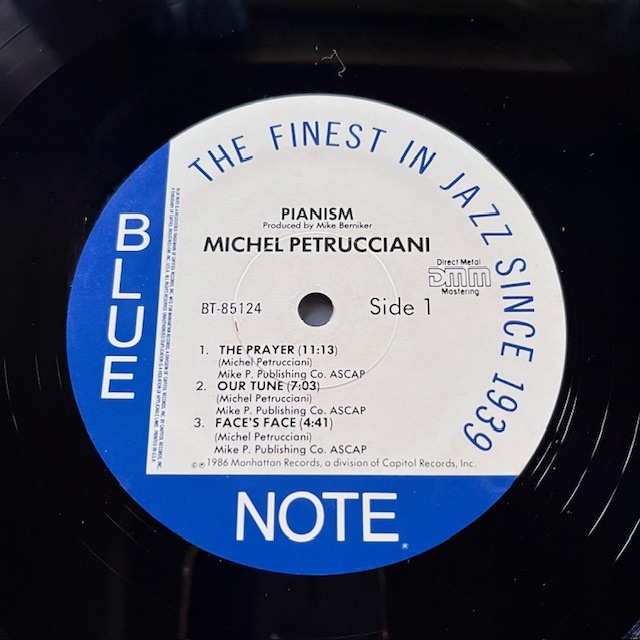 THE FINEST IN JAZZ SINCE 1939
PIANISM
Produced by Mike Berniker
MICHEL PETRUCCIANI
Direct Metal
DMM
Mastering
BT-85124
Side 1
1. THE PRAYER (11:13)
(Michel Petrucciani)
Mike P. Publishing Co. ASCAP
2. OUR TUNE (7:03)
(Michel Petrucciani)
Mike P. Publishing Co. ASCAP
3. FACE'S FACE (4:41)
(Michel Petrucciani)
Mike P. Publishing Co. ASCAP
©℗1986 Manhattan Records, a division of Capitol Records, Inc.
BLUE
NOTE®